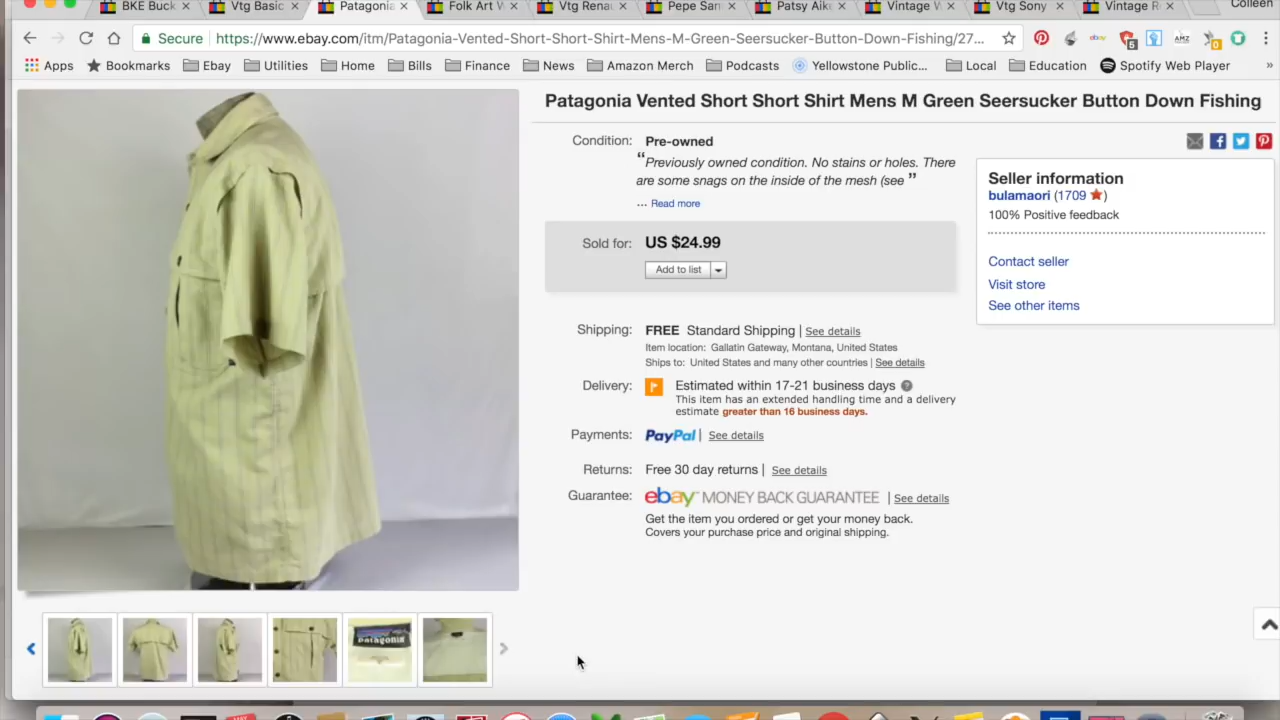 BKE Buck
Vtg Basic
Patagonia
Folk Art W
Vtg Renau
Pepe San
Patsy Aike
Vintage W
Vtg Sony
Vintage R
Colleen
Secure
https://www.ebay.com/itm/Patagonia-Vented-Short-Short-Shirt-Mens-M-Green-Seersucker-Button-Down-Fishing/27...
Apps
Bookmarks
Ebay
Utilities
Home
Bills
Finance
News
Amazon Merch
Podcasts
Yellowstone Public...
Local
Education
Spotify Web Player
»
Patagonia Vented Short Short Shirt Mens M Green Seersucker Button Down Fishing
Condition: Pre-owned
“Previously owned condition. No stains or holes. There
are some snags on the inside of the mesh (see ”
... Read more
Sold for: US $24.99
Add to list
Shipping: FREE Standard Shipping | See details
Item location: Gallatin Gateway, Montana, United States
Ships to: United States and many other countries | See details
Delivery: Estimated within 17-21 business days
This item has an extended handling time and a delivery
estimate greater than 16 business days.
Payments: PayPal | See details
Returns: Free 30 day returns | See details
Guarantee: ebay MONEY BACK GUARANTEE | See details
Get the item you ordered or get your money back.
Covers your purchase price and original shipping.
Seller information
bulamaori (1709 ★)
100% Positive feedback
Contact seller
Visit store
See other items
patagonia